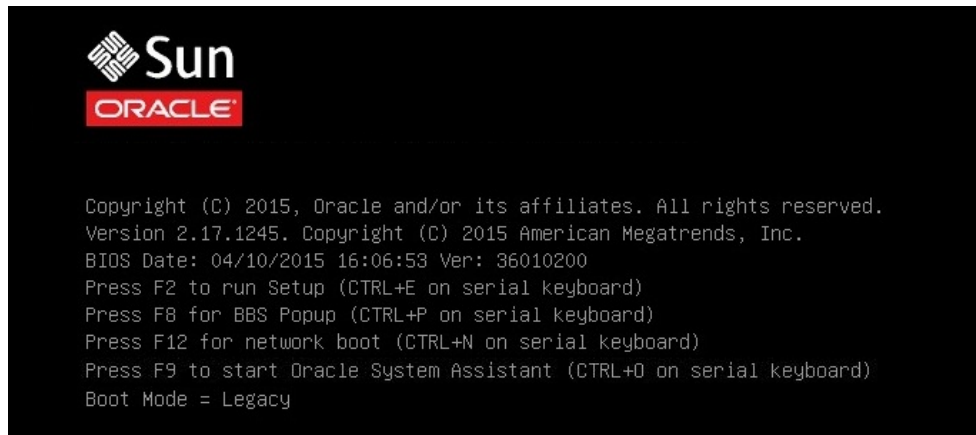 Sun
ORACLE
Copyright (C) 2015, Oracle and/or its affiliates. All rights reserved.
Version 2.17.1245. Copyright (C) 2015 American Megatrends, Inc.
BIOS Date: 04/10/2015 16:06:53 Ver: 36010200
Press F2 to run Setup (CTRL+E on serial keyboard)
Press F8 for BBS Popup (CTRL+P on serial keyboard)
Press F12 for network boot (CTRL+N on serial keyboard)
Press F9 to start Oracle System Assistant (CTRL+O on serial keyboard)
Boot Mode = Legacy